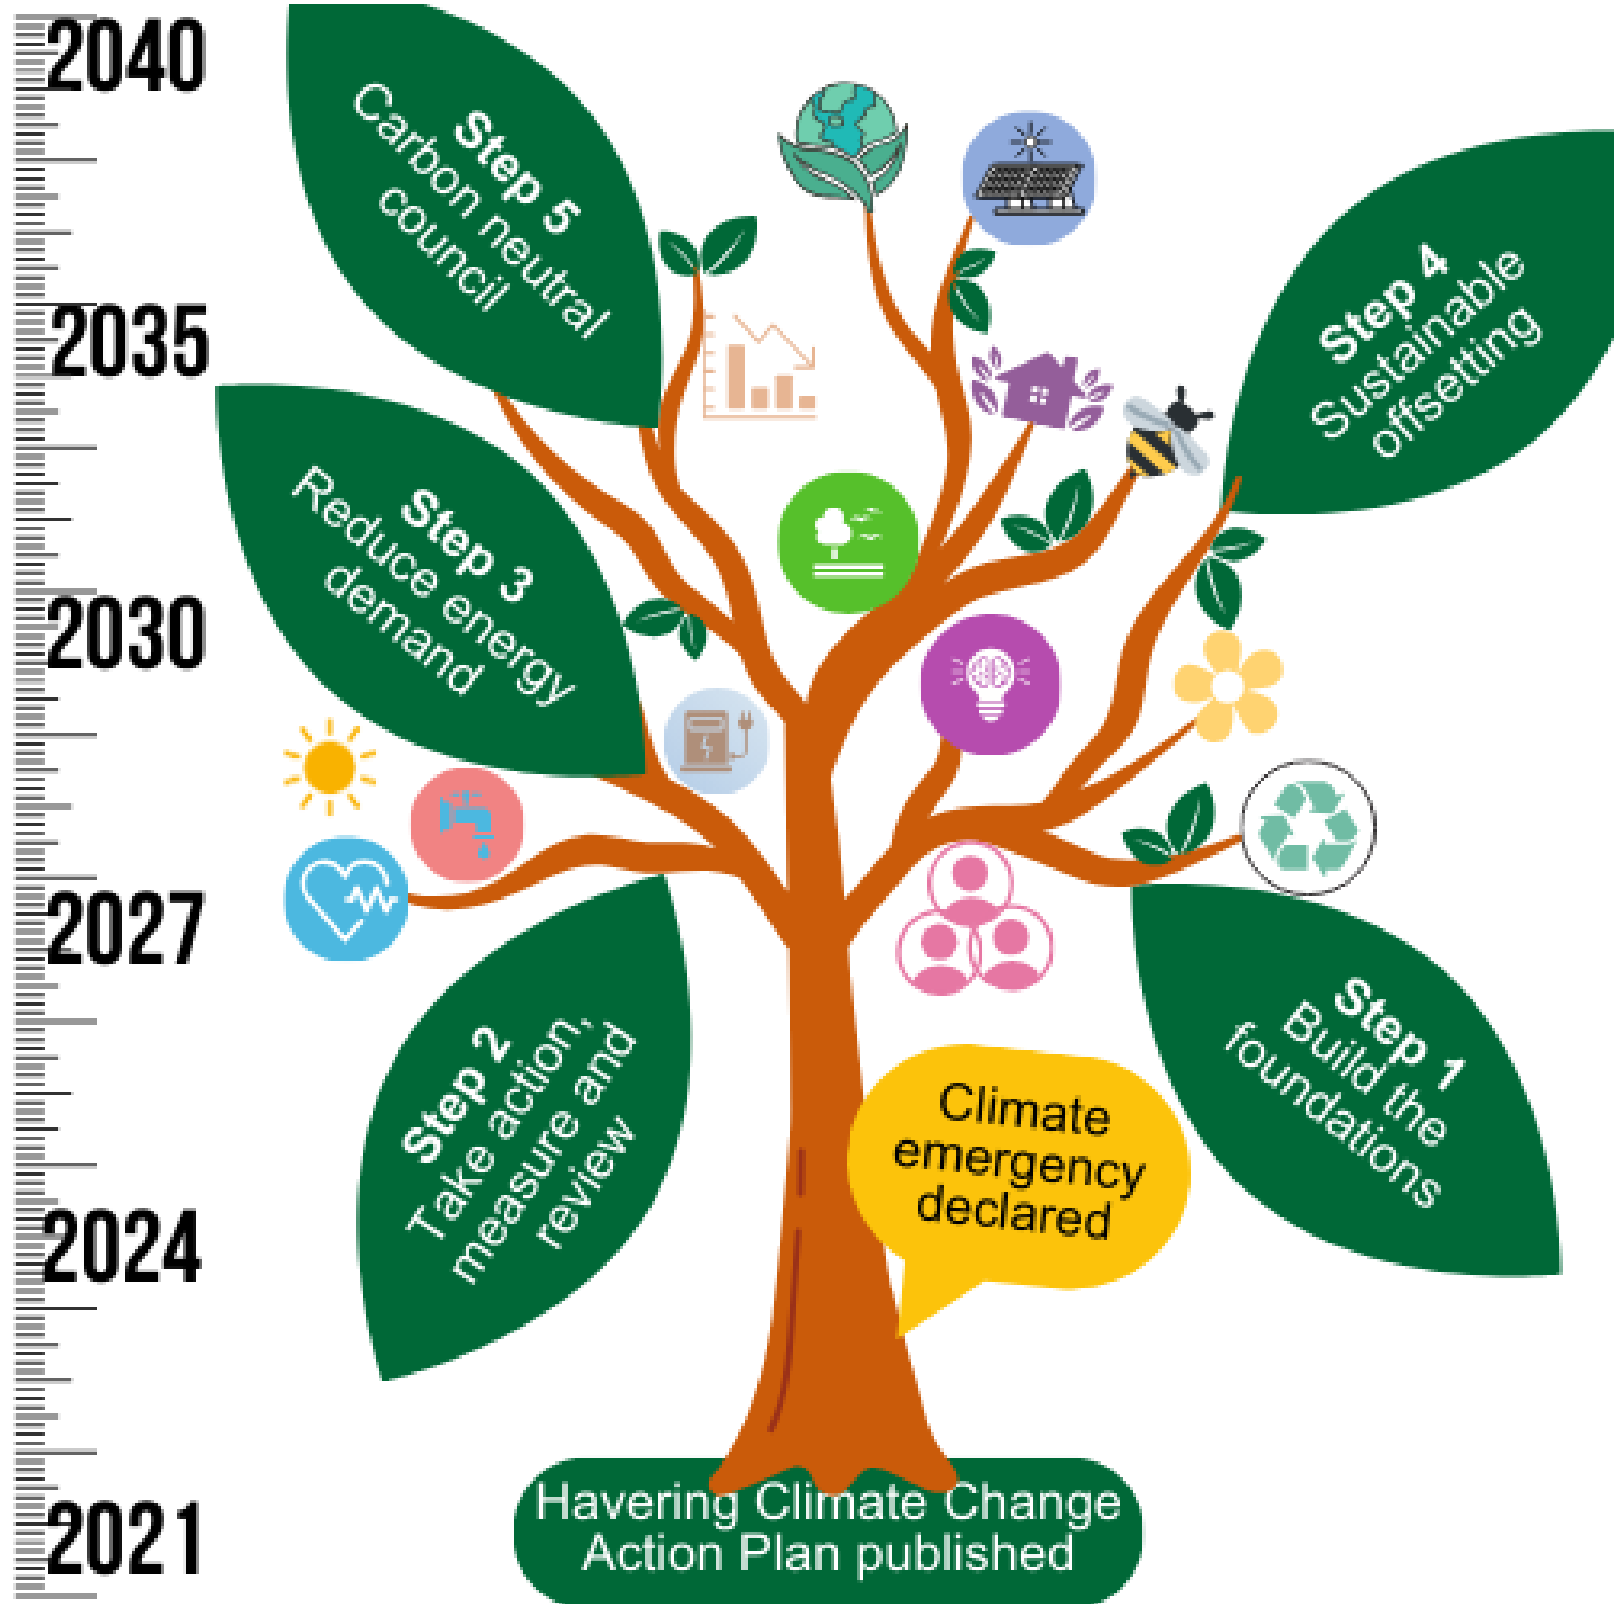 2040
2035
2030
2027
2024
2021
Step 5
Carbon neutral
council
Step 4
Sustainable
offsetting
Step 3
Reduce energy
demand
Step 2
Take action,
measure and
review
Step 1
Build the
foundations
Climate
emergency
declared
Havering Climate Change
Action Plan published